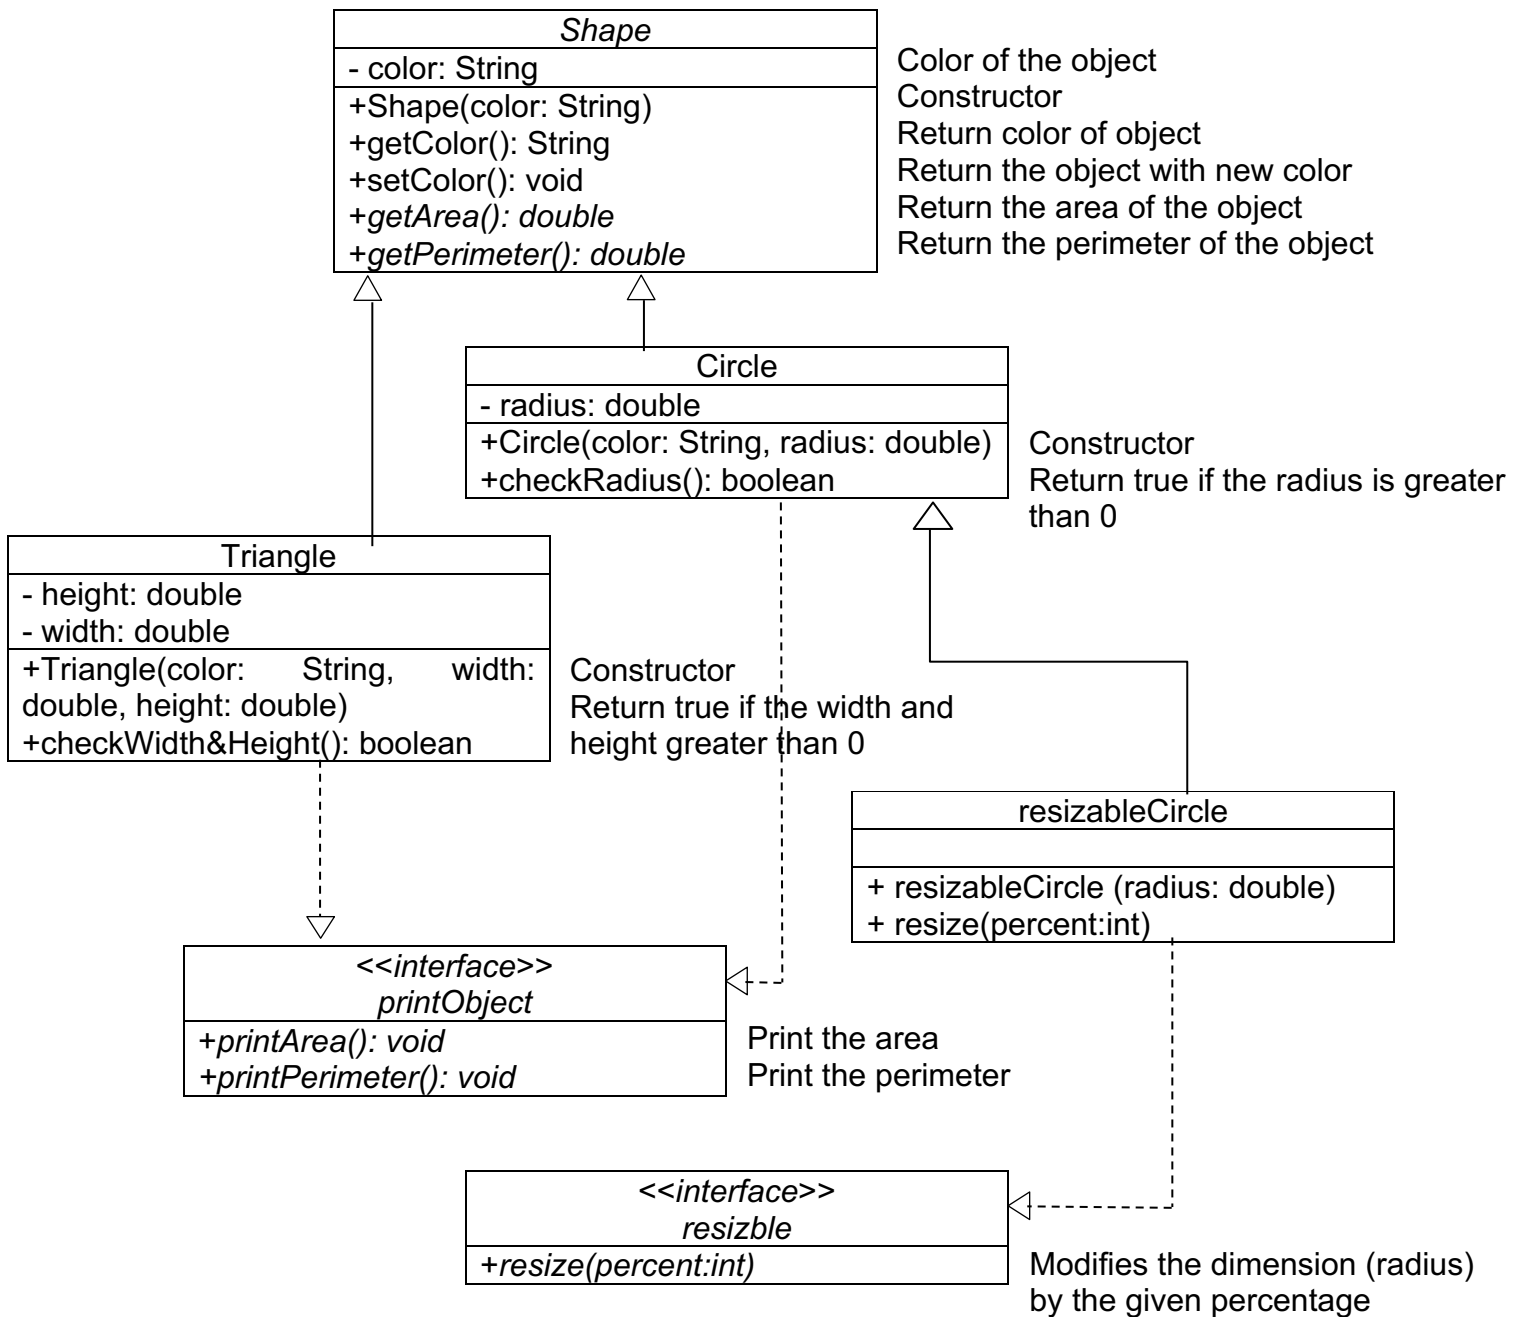 Shape
- color: String
+Shape(color: String)
+getColor(): String
+setColor(): void
+getArea(): double
+getPerimeter(): double
Color of the object
Constructor
Return color of object
Return the object with new color
Return the area of the object
Return the perimeter of the object
Circle
- radius: double
+Circle(color: String, radius: double)
+checkRadius(): boolean
Constructor
Return true if the radius is greater
than 0
Triangle
- height: double
- width: double
+Triangle(color: String, width:
double, height: double)
+checkWidth&Height(): boolean
Constructor
Return true if the width and
height greater than 0
resizableCircle
+ resizableCircle (radius: double)
+ resize(percent:int)
<<interface>>
printObject
+printArea(): void
+printPerimeter(): void
Print the area
Print the perimeter
<<interface>>
resizble
+resize(percent:int)
Modifies the dimension (radius)
by the given percentage